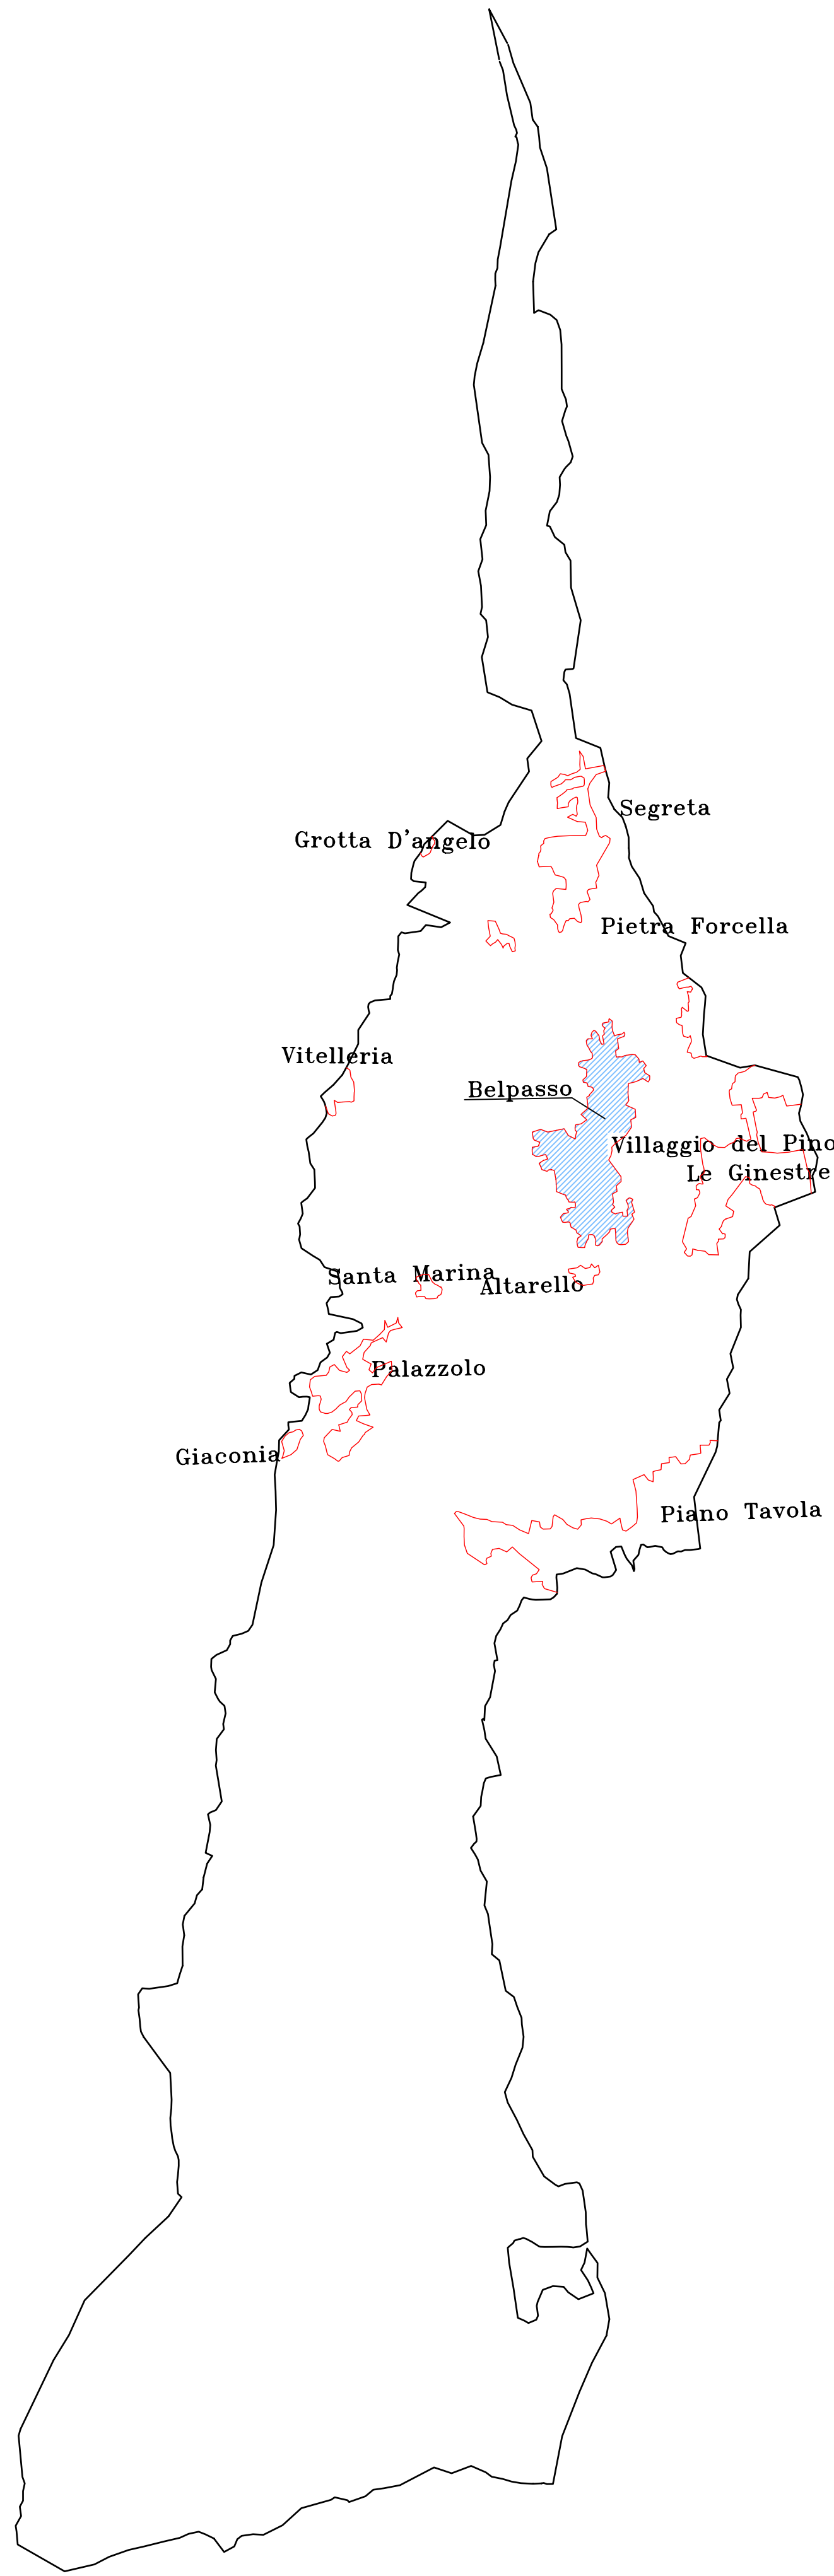 Segreta
Grotta D'angelo
Pietra Forcella
Vitelleria
Belpasso
Villaggio del Pino
Le Ginestre
Santa Marina
Altarello
Palazzolo
Giaconia
Piano Tavola